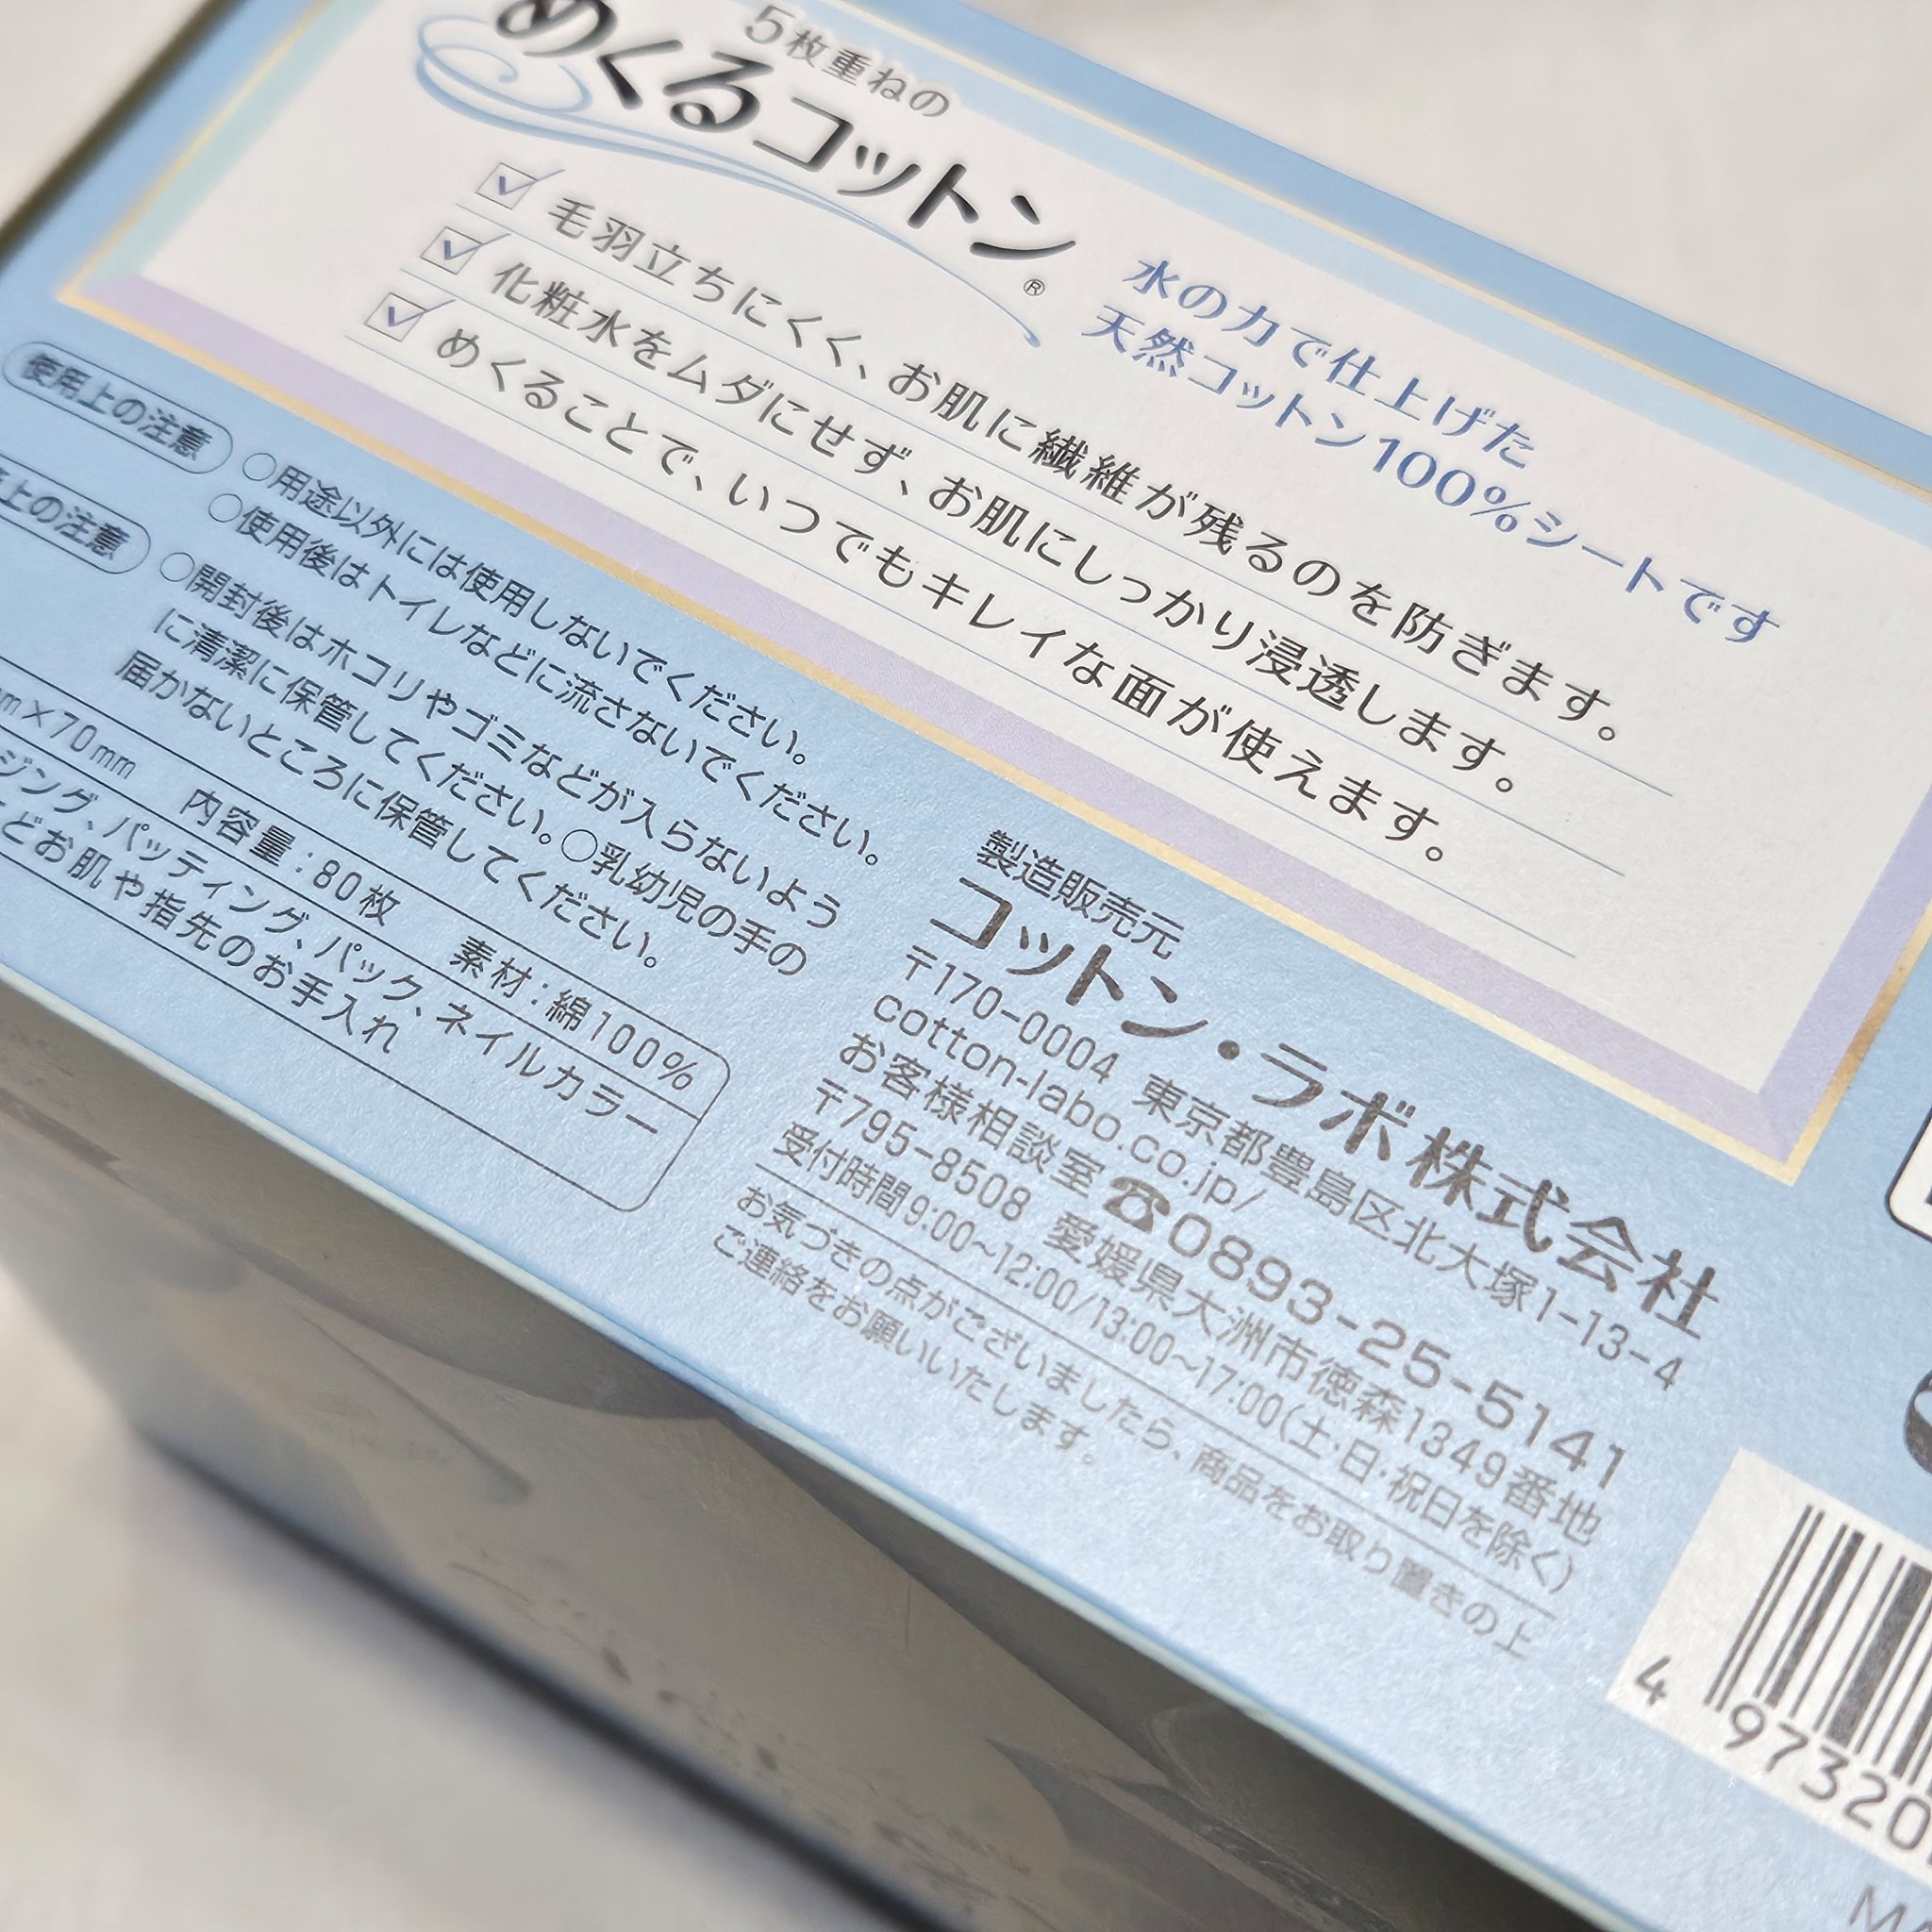 5枚重ねの
めくるコットン®
水の力で仕上げた
天然コットン100%シートです
毛羽立ちにくく、お肌に繊維が残るのを防ぎます。
化粧水をムダにせず、お肌にしっかり浸透します。
めくることで、いつでもキレイな面が使えます。
使用上の注意
○用途以外には使用しないでください。
○使用後はトイレなどに流さないでください。
上の注意
○開封後はホコリやゴミなどが入らないよう
に清潔に保管してください。○乳幼児の手の
届かないところに保管してください。
m×70mm 内容量:80枚 素材:綿100%
ジング、パッティング、パック、ネイルカラー
どお肌や指先のお手入れ
製造販売元
コットン・ラボ株式会社
〒170-0004 東京都豊島区北大塚1-13-4
cotton-labo.co.jp/
お客様相談室☎0893-25-5141
〒795-8508 愛媛県大洲市徳森1349番地
受付時間9:00~12:00/13:00~17:00(土・日・祝日を除く)
お気づきの点がございましたら、商品をお取り置きの上
ご連絡をお願いいたします。
4 97320